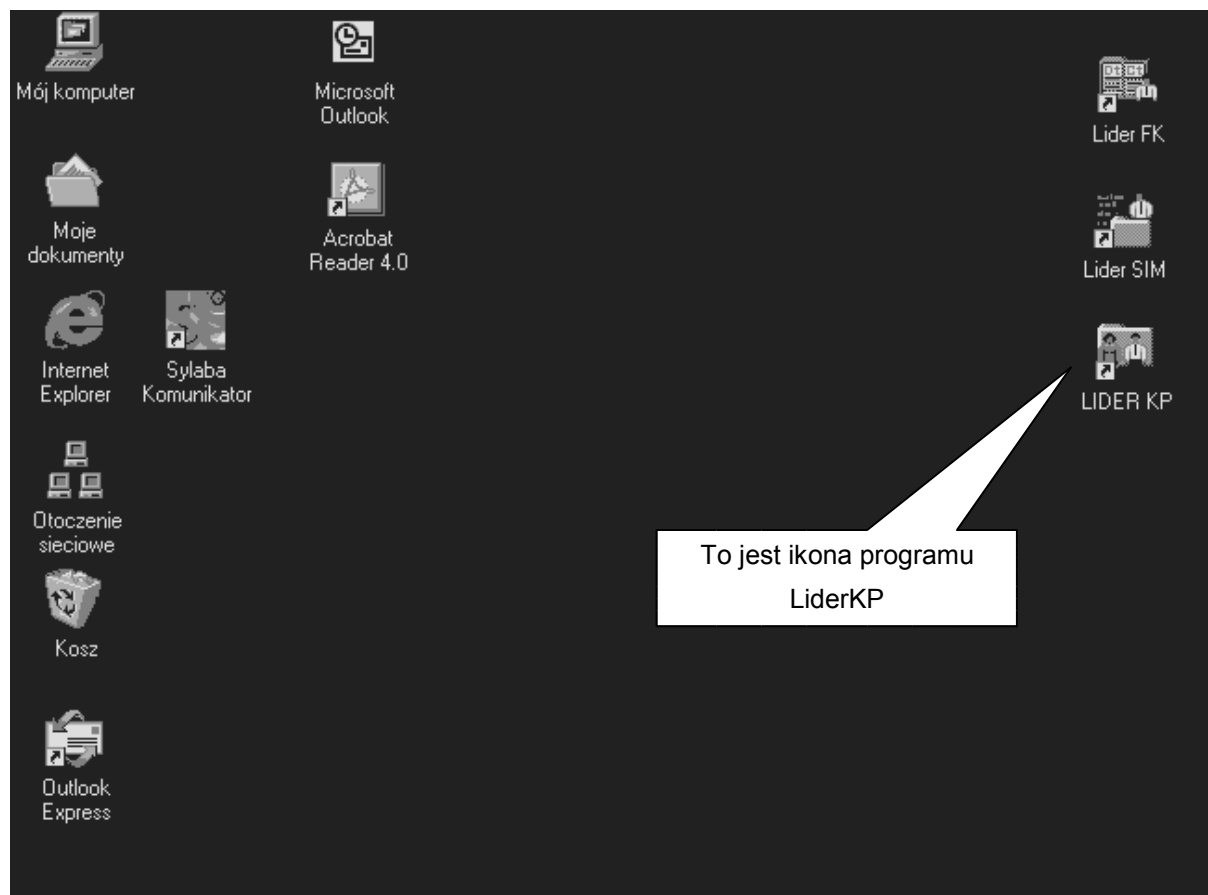 Mój komputer
Microsoft
Outlook
Lider FK
Moje
dokumenty
Acrobat
Reader 4.0
Lider SIM
Internet
Explorer
Sylaba
Komunikator
LIDER KP
Otoczenie
sieciowe
To jest ikona programu
LiderKP
Kosz
Outlook
Express